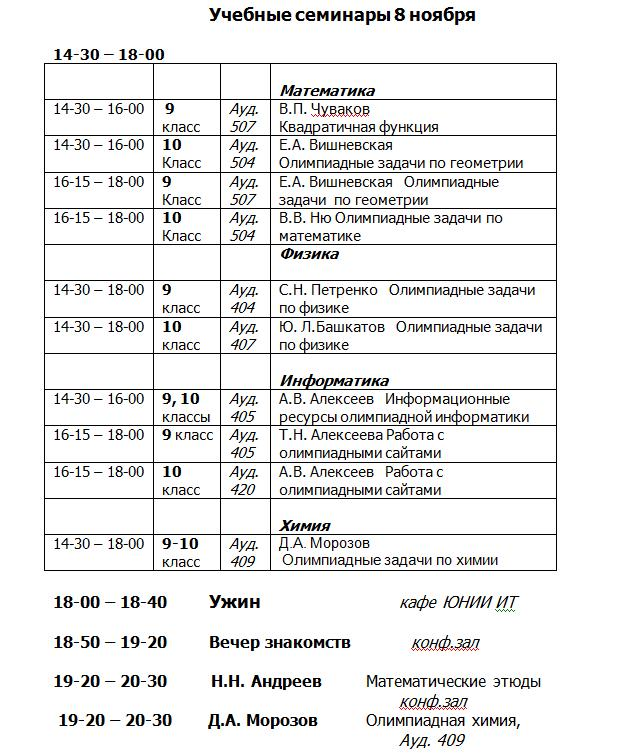 Учебные семинары 8 ноября
14-30 – 18-00
Математика
14-30 – 16-00 9 класс Ауд. 507 В.П. Чуваков
Квадратичная функция
14-30 – 16-00 10 Класс Ауд. 504 Е.А. Вишневская
Олимпиадные задачи по геометрии
16-15 – 18-00 9 Класс Ауд. 507 Е.А. Вишневская Олимпиадные
задачи по геометрии
16-15 – 18-00 10 Класс Ауд. 504 В.В. Ню Олимпиадные задачи по
математике
Физика
14-30 – 18-00 9 класс Ауд. 404 С.Н. Петренко Олимпиадные задачи
по физике
14-30 – 18-00 10 класс Ауд. 407 Ю. Л.Башкатов Олимпиадные задачи
по физике
Информатика
14-30 – 16-00 9, 10 классы Ауд. 405 А.В. Алексеев Информационные
ресурсы олимпиадной информатики
16-15 – 18-00 9 класс Ауд. 405 Т.Н. Алексеева Работа с
олимпиадными сайтами
16-15 – 18-00 10 класс Ауд. 420 А.В. Алексеев Работа с
олимпиадными сайтами
Химия
14-30 – 18-00 9-10 класс Ауд. 409 Д.А. Морозов
Олимпиадные задачи по химии
18-00 – 18-40 Ужин кафе ЮНИИ ИТ
18-50 – 19-20 Вечер знакомств конф.зал
19-20 – 20-30 Н.Н. Андреев Математические этюды
конф.зал
19-20 – 20-30 Д.А. Морозов Олимпиадная химия,
Ауд. 409